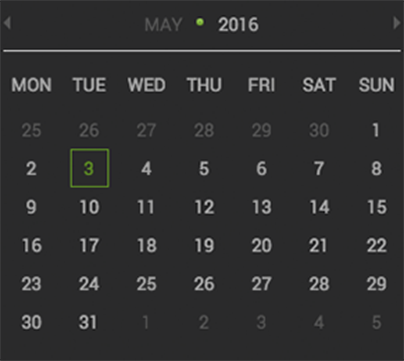 MAY 2016
MON TUE WED THU FRI SAT SUN
25 26 27 28 29 30 1
2 3 4 5 6 7 8
9 10 11 12 13 14 15
16 17 18 19 20 21 22
23 24 25 26 27 28 29
30 31 1 2 3 4 5